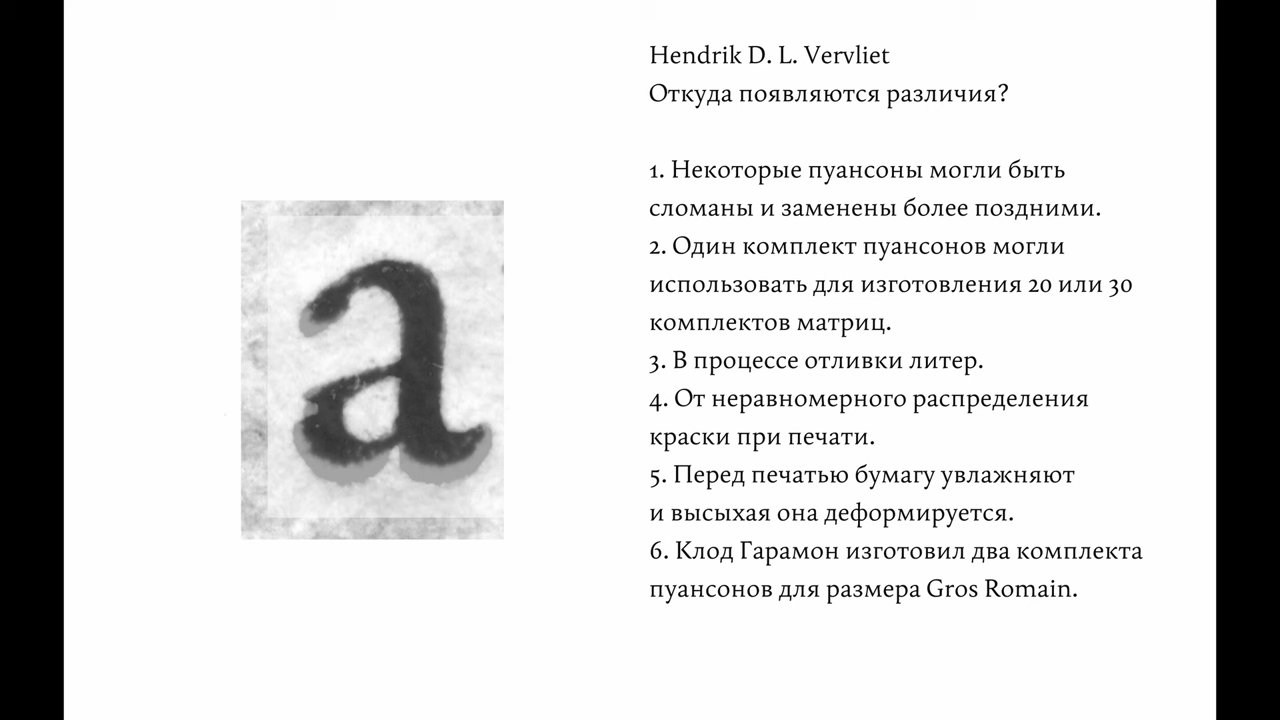 Hendrik D. L. Vervliet
Откуда появляются различия?
1. Некоторые пуансоны могли быть
сломаны и заменены более поздними.
2. Один комплект пуансонов могли
использовать для изготовления 20 или 30
комплектов матриц.
3. В процессе отливки литер.
4. От неравномерного распределения
краски при печати.
5. Перед печатью бумагу увлажняют
и высыхая она деформируется.
6. Клод Гарамон изготовил два комплекта
пуансонов для размера Gros Romain.
a